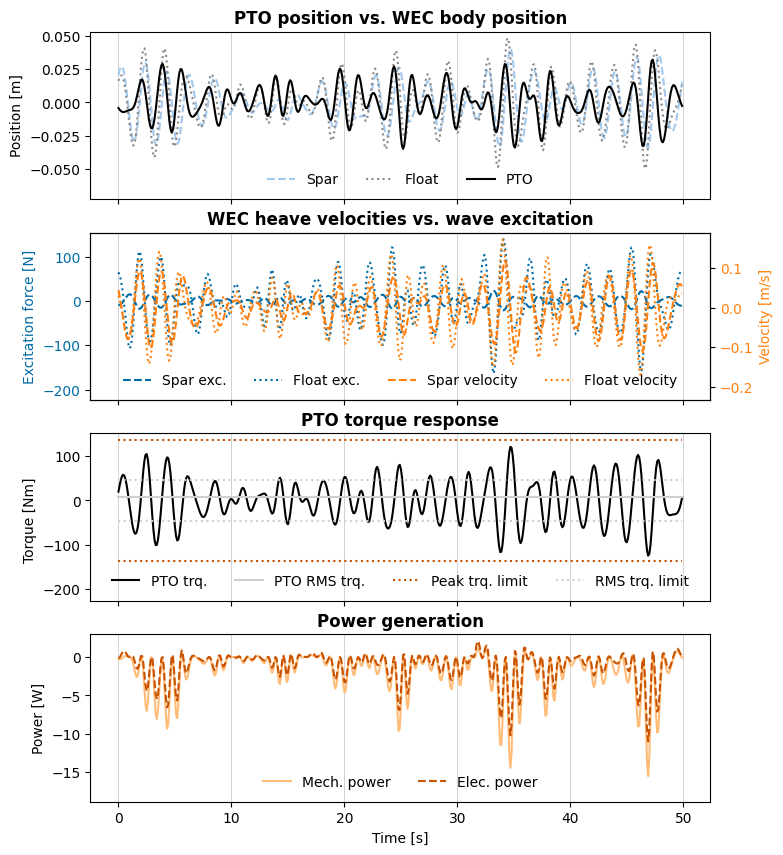 PTO position vs. WEC body position
0.050
0.025
0.000
−0.025
−0.050
Position [m]
Spar Float PTO
WEC heave velocities vs. wave excitation
100
0
−100
−200
Excitation force [N]
0.1
0.0
−0.1
−0.2
Velocity [m/s]
Spar exc. Float exc. Spar velocity Float velocity
PTO torque response
100
0
−100
−200
Torque [Nm]
PTO trq. PTO RMS trq. Peak trq. limit RMS trq. limit
Power generation
0
−5
−10
−15
Power [W]
Mech. power Elec. power
0 10 20 30 40 50
Time [s]